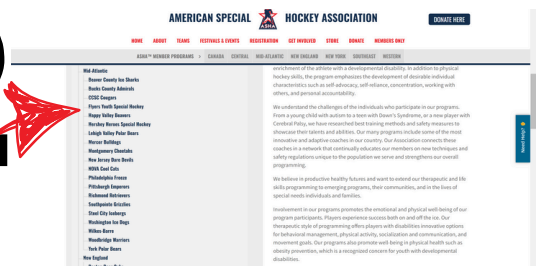 AMERICAN SPECIAL
ASHA
HOCKEY ASSOCIATION
DONATE HERE
HOME ABOUT TEAMS FESTIVALS & EVENTS REGISTRATION GET INVOLVED STORE DONATE MEMBERS ONLY
ASHA™ MEMBER PROGRAMS > CANADA CENTRAL MID-ATLANTIC NEW ENGLAND NEW YORK SOUTHEAST WESTERN
Mid-Atlantic
Beaver County Ice Sharks
Bucks County Admirals
CCSC Cougars
Flyers Youth Special Hockey
Happy Valley Beavers
Hershey Heroes Special Hockey
Lehigh Valley Polar Bears
Mercer Bulldogs
Montgomery Cheetahs
New Jersey Dare Devils
NOVA Cool Cats
Philadelphia Freeze
Pittsburgh Emperors
Richmond Retrievers
Southpointe Grizzlies
Steel City Icebergs
Washington Ice Dogs
Wilkes-Barre
Woodbridge Warriors
York Polar Bears
New England
enrichment of the athlete with a developmental disability. In addition to physical
hockey skills, the program emphasizes the development of desirable individual
characteristics such as self-advocacy, self-reliance, concentration, working with
others, and personal accountability.
We understand the challenges of the individuals who participate in our programs.
From a young child with autism to a teen with Down's Syndrome, or a new player with
Cerebral Palsy, we have researched best training methods and safety measures to
showcase their talents and abilities. Our many programs include some of the most
innovative and adaptive coaches in our network. Our Association connects these
coaches in a network that continually educates our members on new techniques and
safety regulations unique to the population we serve and strengthens our overall
programming.
We believe in productive healthy futures and want to extend our therapeutic and life
skills programming to emerging programs, their communities, and in the lives of
special needs individuals and families.
Involvement in our programs promotes the emotional and physical well-being of our
program participants. Players experience success both on and off the ice. Our
therapeutic style of programming offers players with disabilities innovative options
for behavioral management, physical activity, socialization and communication, and
movement goals. Our programs also promote well-being in physical health such as
obesity prevention, which is a recognized concern for youth with developmental
disabilities.
Need Help?